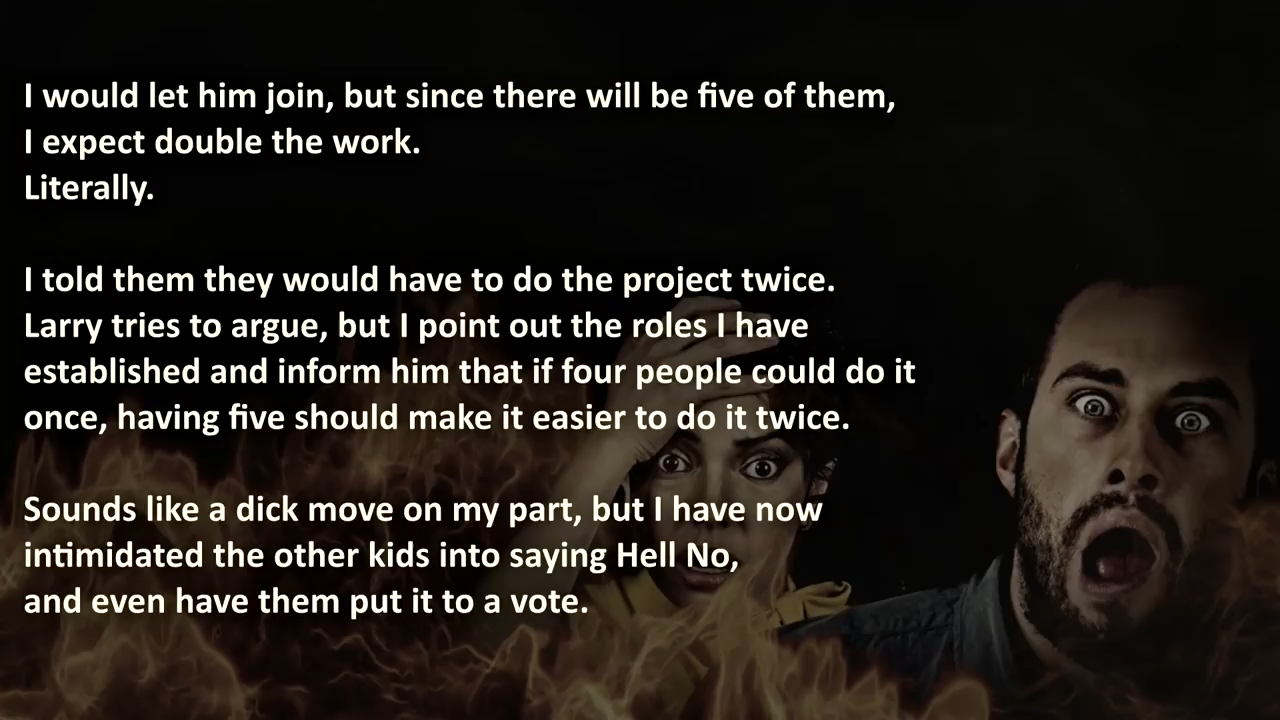 I would let him join, but since there will be five of them,
I expect double the work.
Literally.
I told them they would have to do the project twice.
Larry tries to argue, but I point out the roles I have
established and inform him that if four people could do it
once, having five should make it easier to do it twice.
Sounds like a dick move on my part, but I have now
intimidated the other kids into saying Hell No,
and even have them put it to a vote.